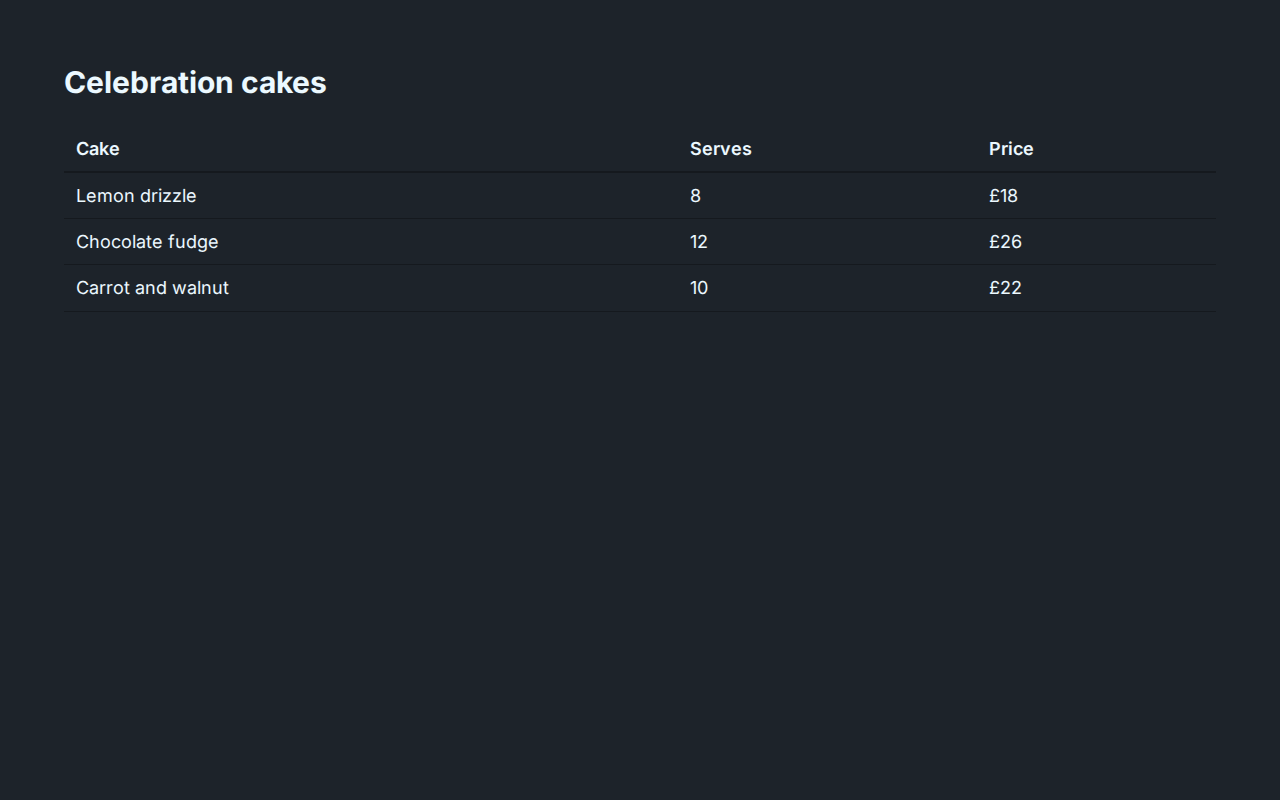 Celebration cakes
Cake Serves Price
Lemon drizzle 8 £18
Chocolate fudge 12 £26
Carrot and walnut 10 £22